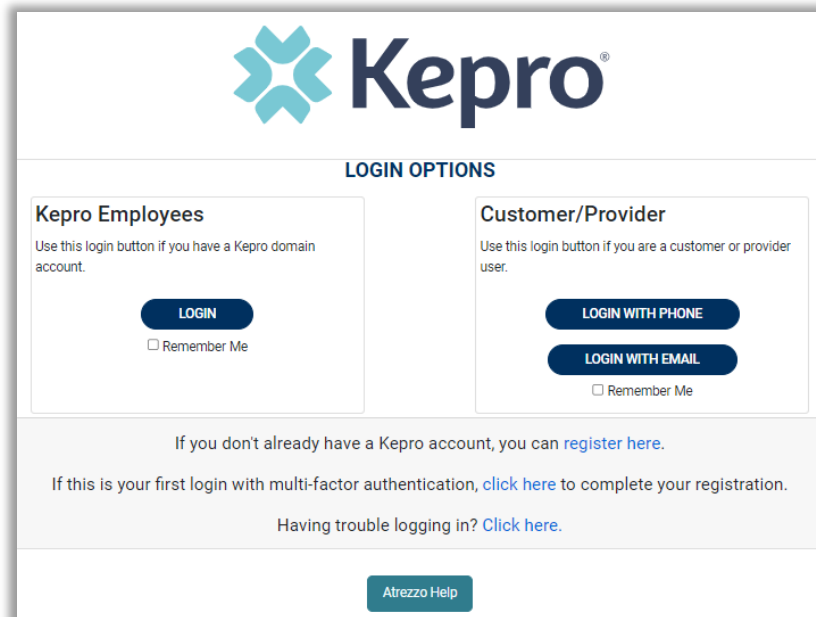 Kepro®
LOGIN OPTIONS
Kepro Employees
Use this login button if you have a Kepro domain
account.
LOGIN
Remember Me
Customer/Provider
Use this login button if you are a customer or provider
user.
LOGIN WITH PHONE
LOGIN WITH EMAIL
Remember Me
If you don't already have a Kepro account, you can register here.
If this is your first login with multi-factor authentication, click here to complete your registration.
Having trouble logging in? Click here.
Atrezzo Help